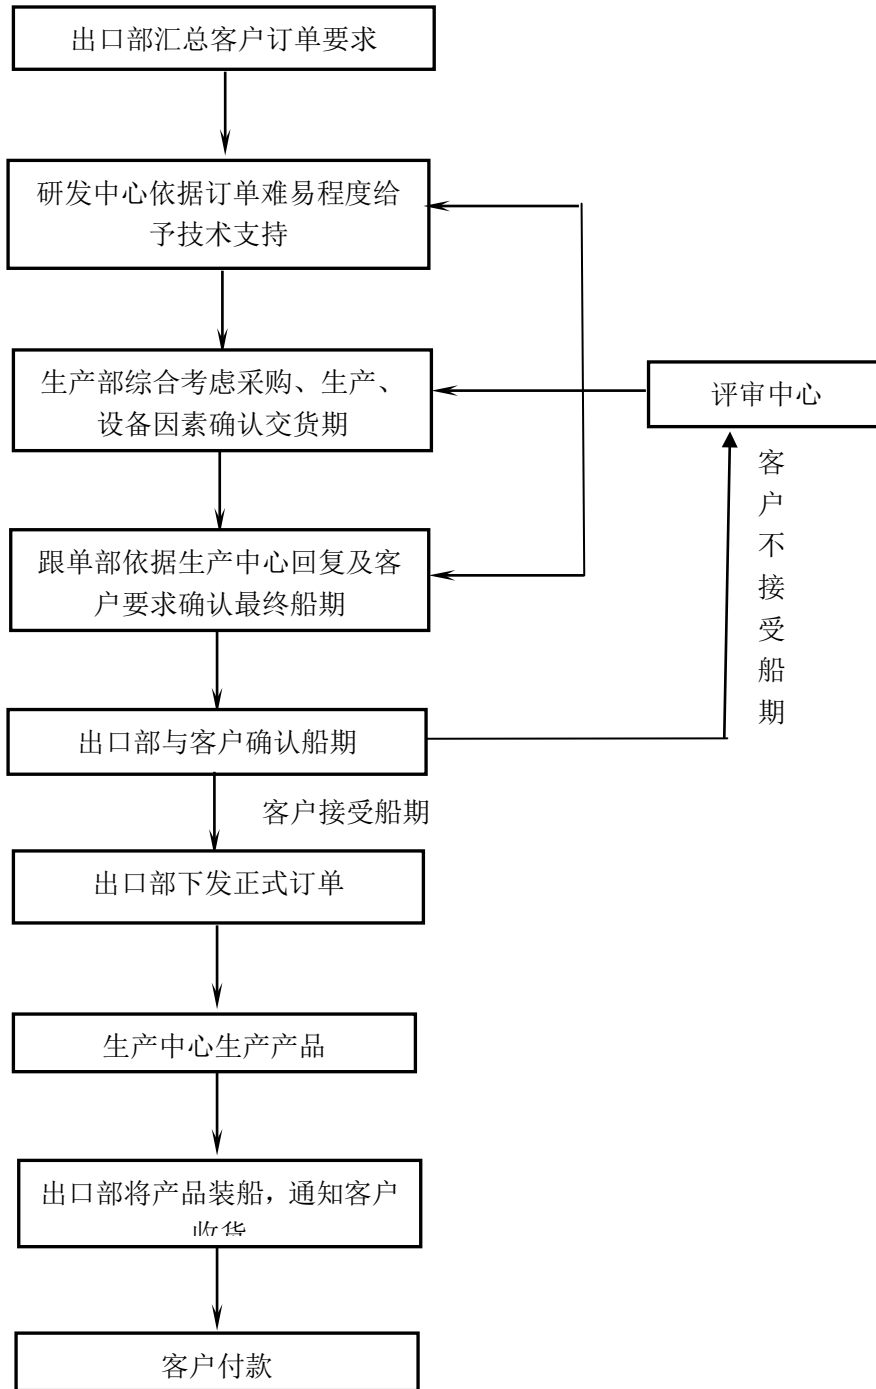 出口部汇总客户订单要求
研发中心依据订单难易程度给
予技术支持
生产部综合考虑采购、生产、
设备因素确认交货期
评审中心
客户不接受船期
跟单部依据生产中心回复及客
户要求确认最终船期
出口部与客户确认船期
客户接受船期
出口部下发正式订单
生产中心生产产品
出口部将产品装船，通知客户
收货
客户付款